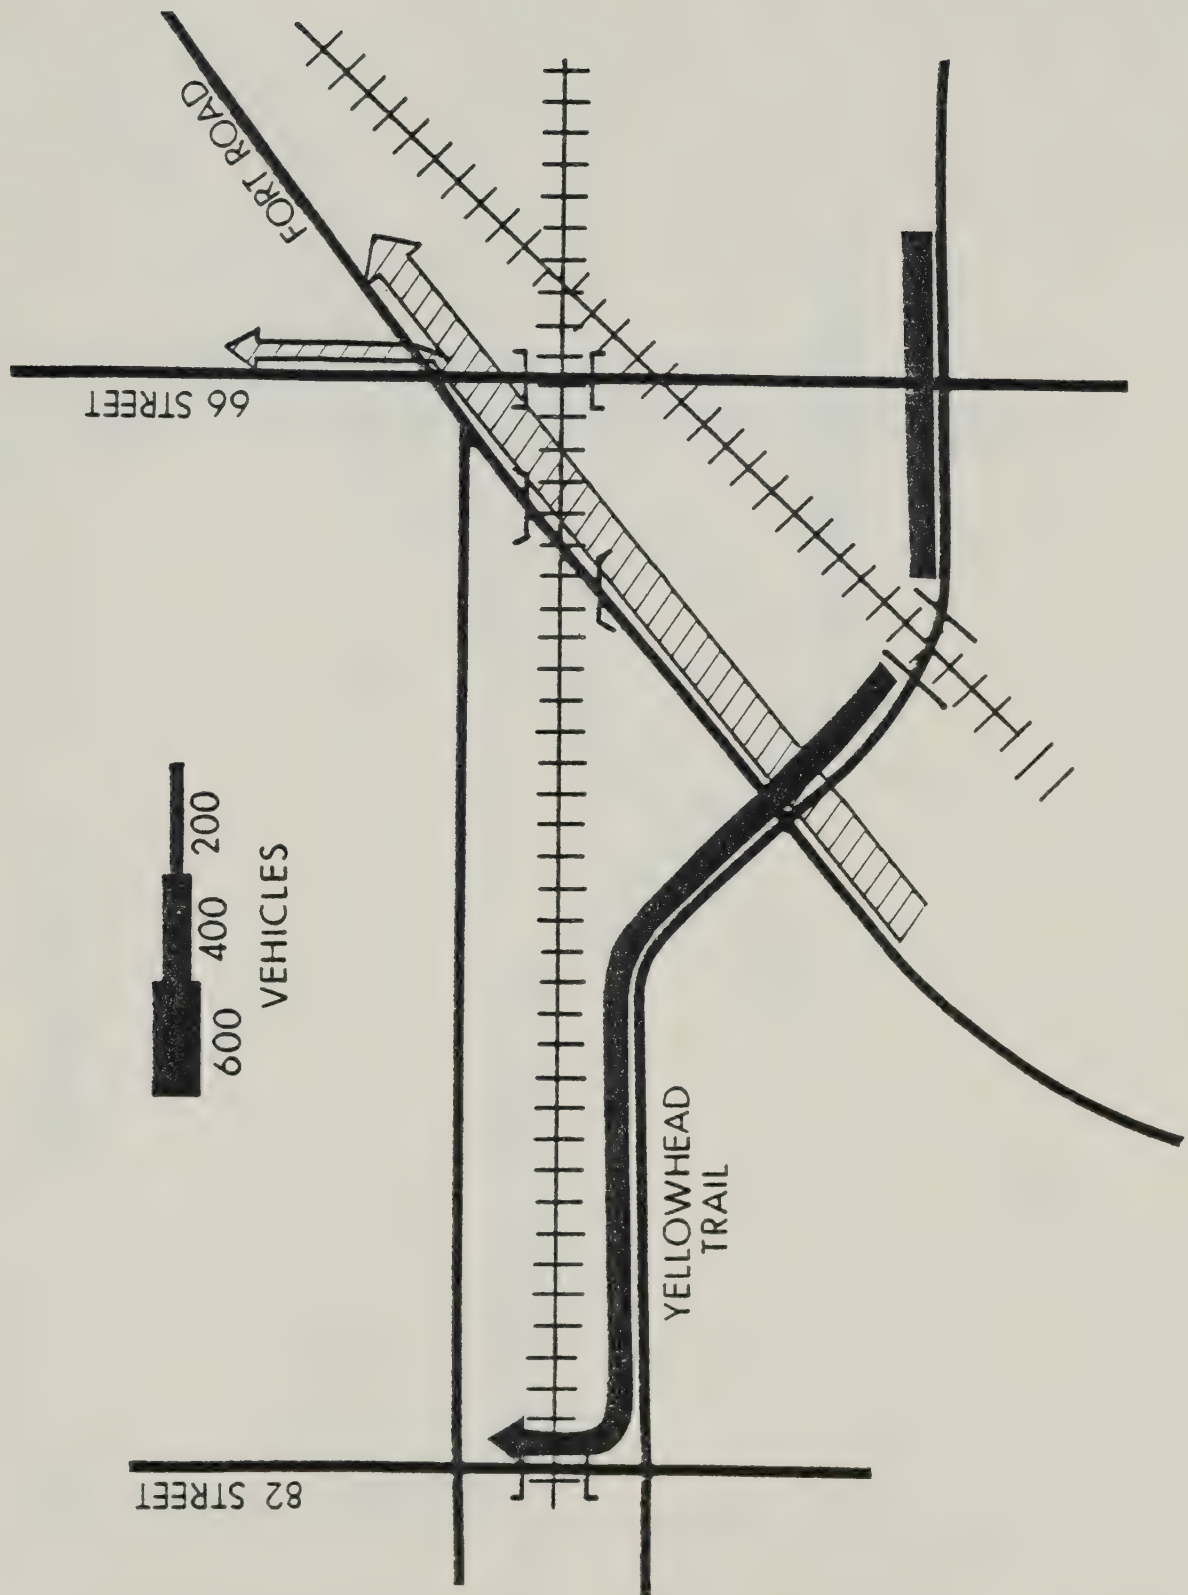 FORT ROAD
66 STREET
200
400
600
VEHICLES
YELLOWHEAD
TRAIL
82 STREET